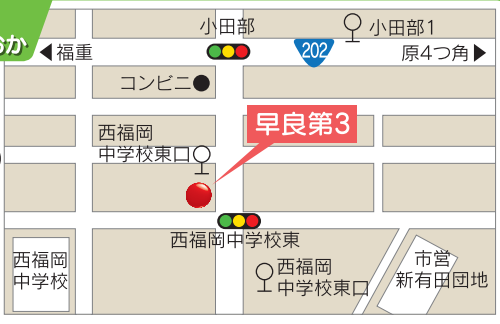 らか
小田部
小田部1
◀福重
202
原4つ角▶
コンビニ
早良第3
西福岡
中学校東口
西福岡中学校東
西福岡
中学校
西福岡
中学校東口
市営
新有田団地